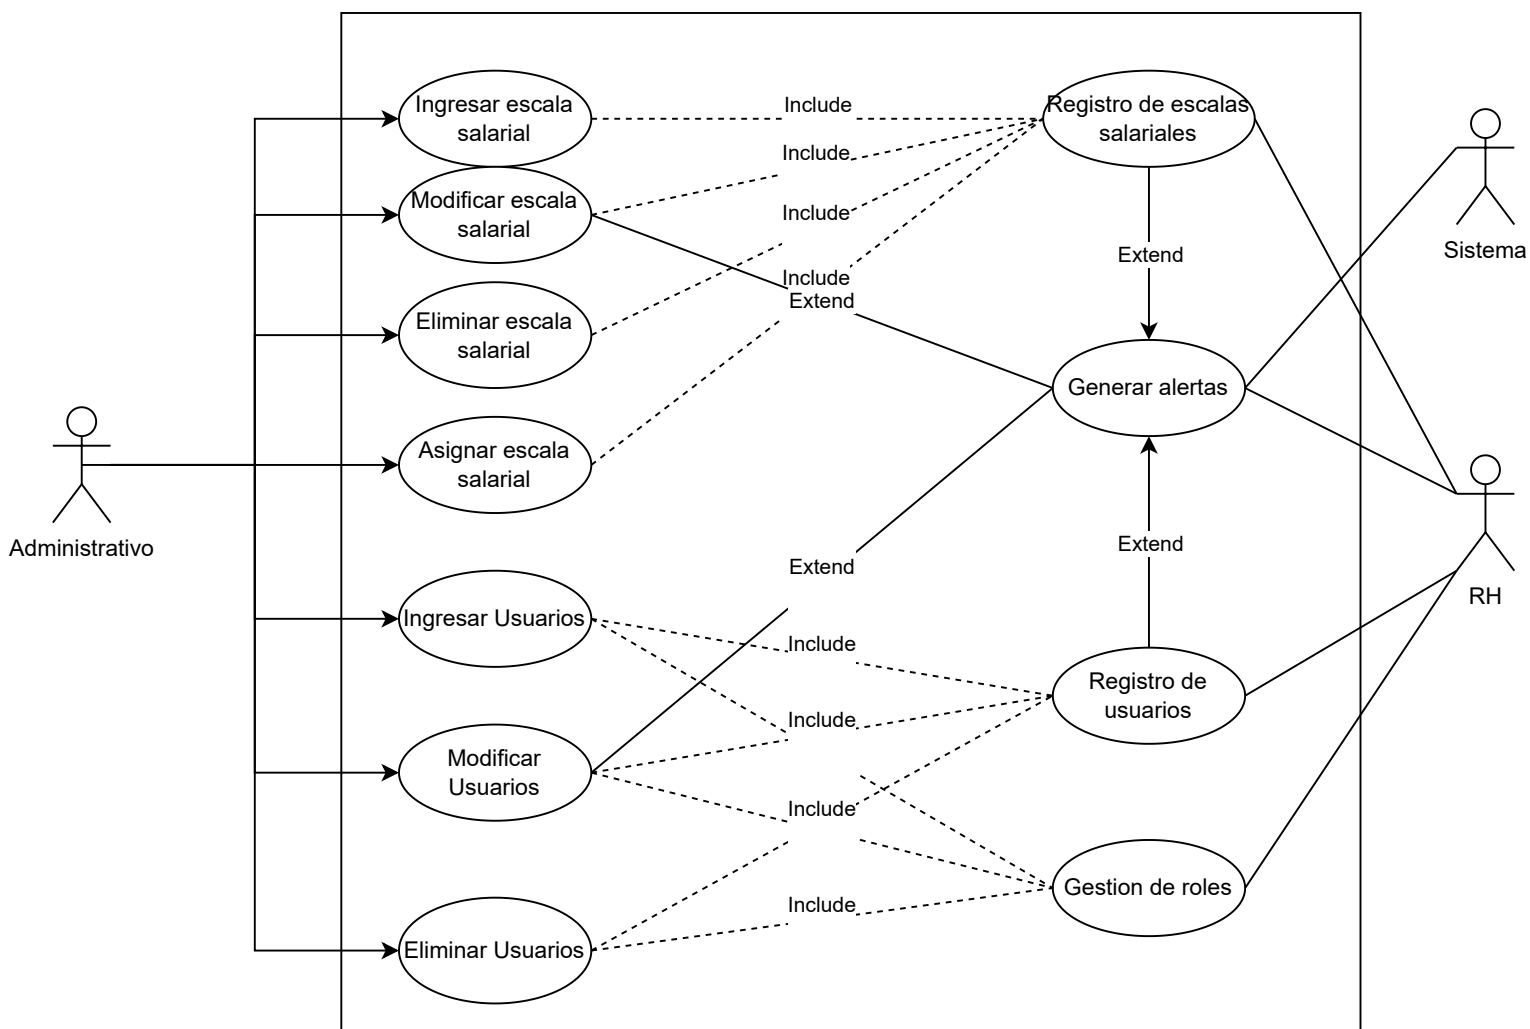 Ingresar escala
salarial
Include
Registro de escalas
salariales
Include
Modificar escala
salarial
Include
Extend
Sistema
Include
Extend
Eliminar escala
salarial
Generar alertas
Asignar escala
salarial
Administrativo
Extend
Extend
RH
Ingresar Usuarios
Include
Registro de
usuarios
Include
Modificar
Usuarios
Include
Gestion de roles
Include
Eliminar Usuarios